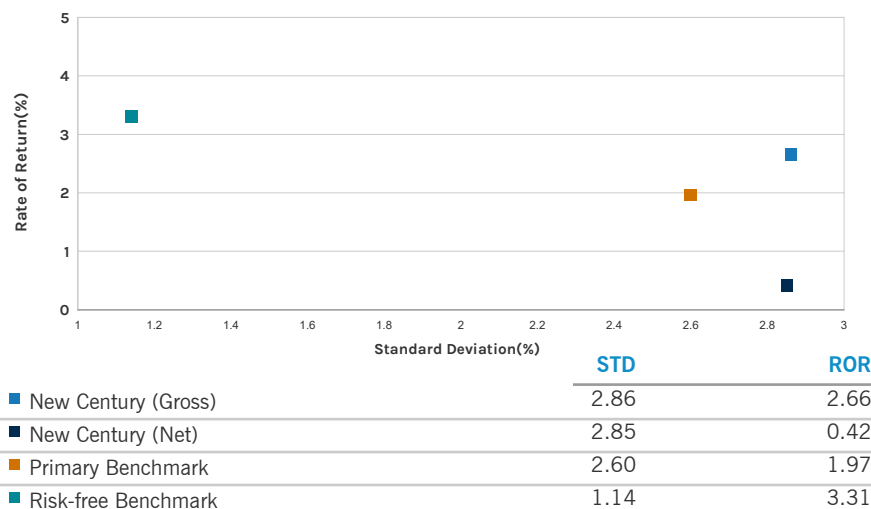 5
4
3
2
1
0
Rate of Return(%)
1 1.2 1.4 1.6 1.8 2 2.2 2.4 2.6 2.8 3
Standard Deviation(%)
STD ROR
New Century (Gross) 2.86 2.66
New Century (Net) 2.85 0.42
Primary Benchmark 2.60 1.97
Risk-free Benchmark 1.14 3.31